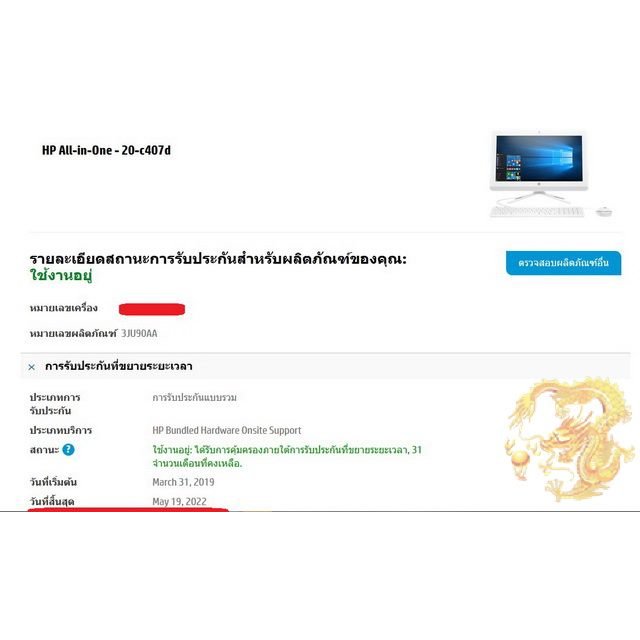 HP All-in-One - 20-c407d
รายละเอียดสถานะการรับประกันสำหรับผลิตภัณฑ์ของคุณ:
ใช้งานอยู่
ตรวจสอบผลิตภัณฑ์อื่น
หมายเลขเครื่อง
หมายเลขผลิตภัณฑ์ 3JU90AA
× การรับประกันที่ขยายระยะเวลา
ประเภทการ
รับประกัน
การรับประกันแบบรวม
ประเภทบริการ HP Bundled Hardware Onsite Support
สถานะ ? ใช้งานอยู่: ได้รับการคุ้มครองภายใต้การรับประกันที่ขยายระยะเวลา, 31
จำนวนเดือนที่คงเหลือ.
วันที่เริ่มต้น March 31, 2019
วันที่สิ้นสุด May 19, 2022